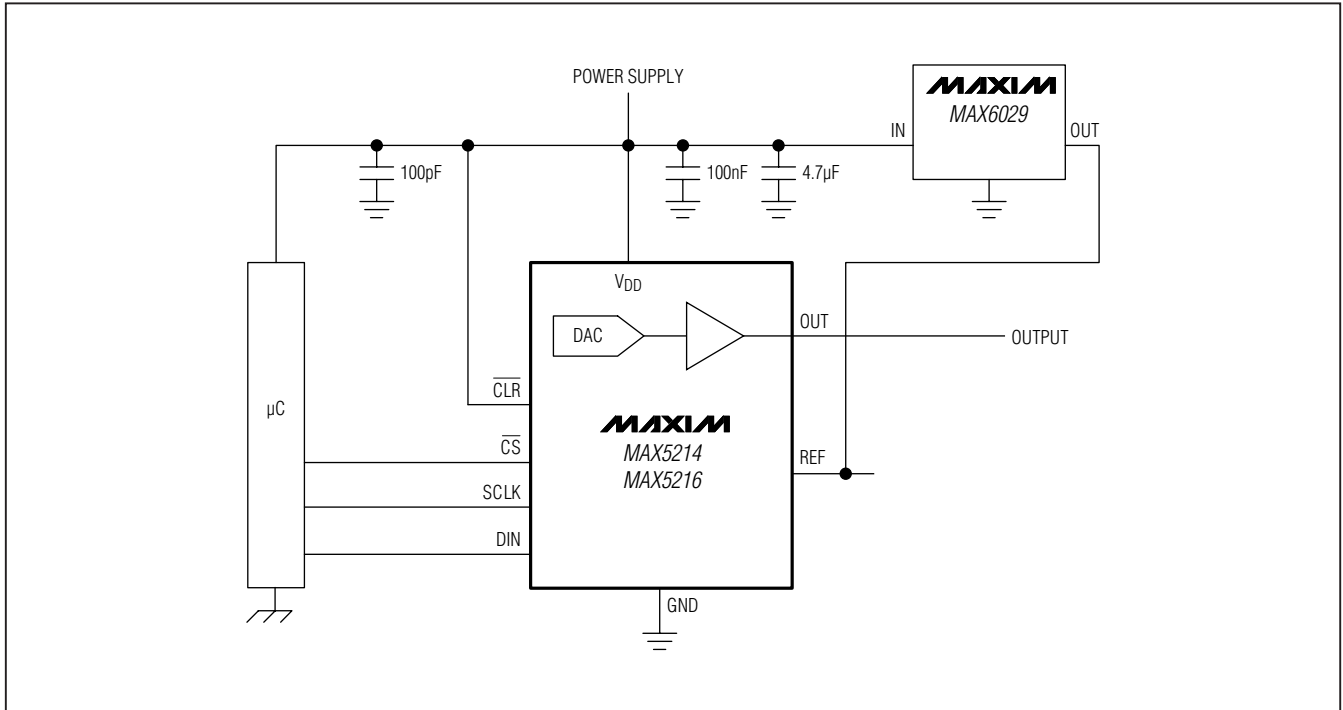 POWER SUPPLY
MAXIM
MAX6029
IN
OUT
100pF
100nF
4.7µF
VDD
DAC
OUT
OUTPUT
CLR
µC
MAXIM
CS
MAX5214
REF
MAX5216
SCLK
DIN
GND